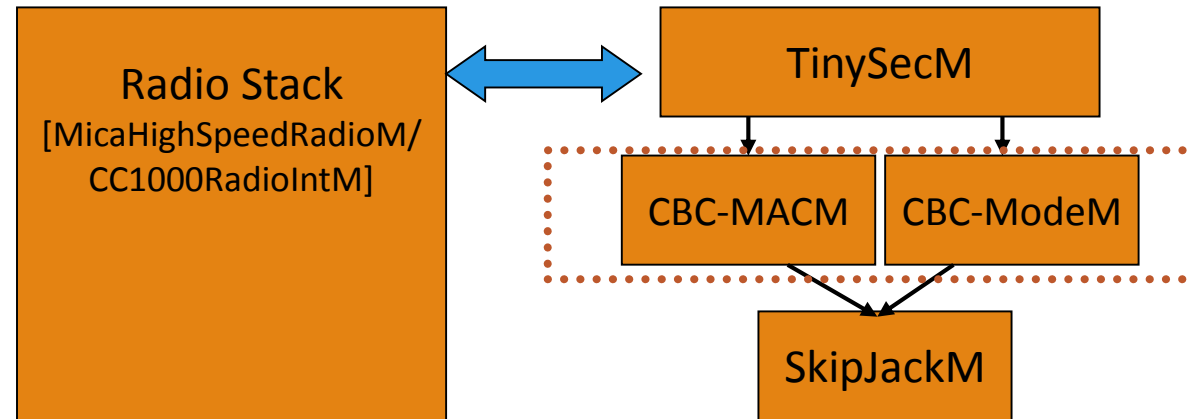 Radio Stack
[MicaHighSpeedRadioM/
CC1000RadioIntM]
TinySecM
CBC-MACM
CBC-ModeM
SkipJackM